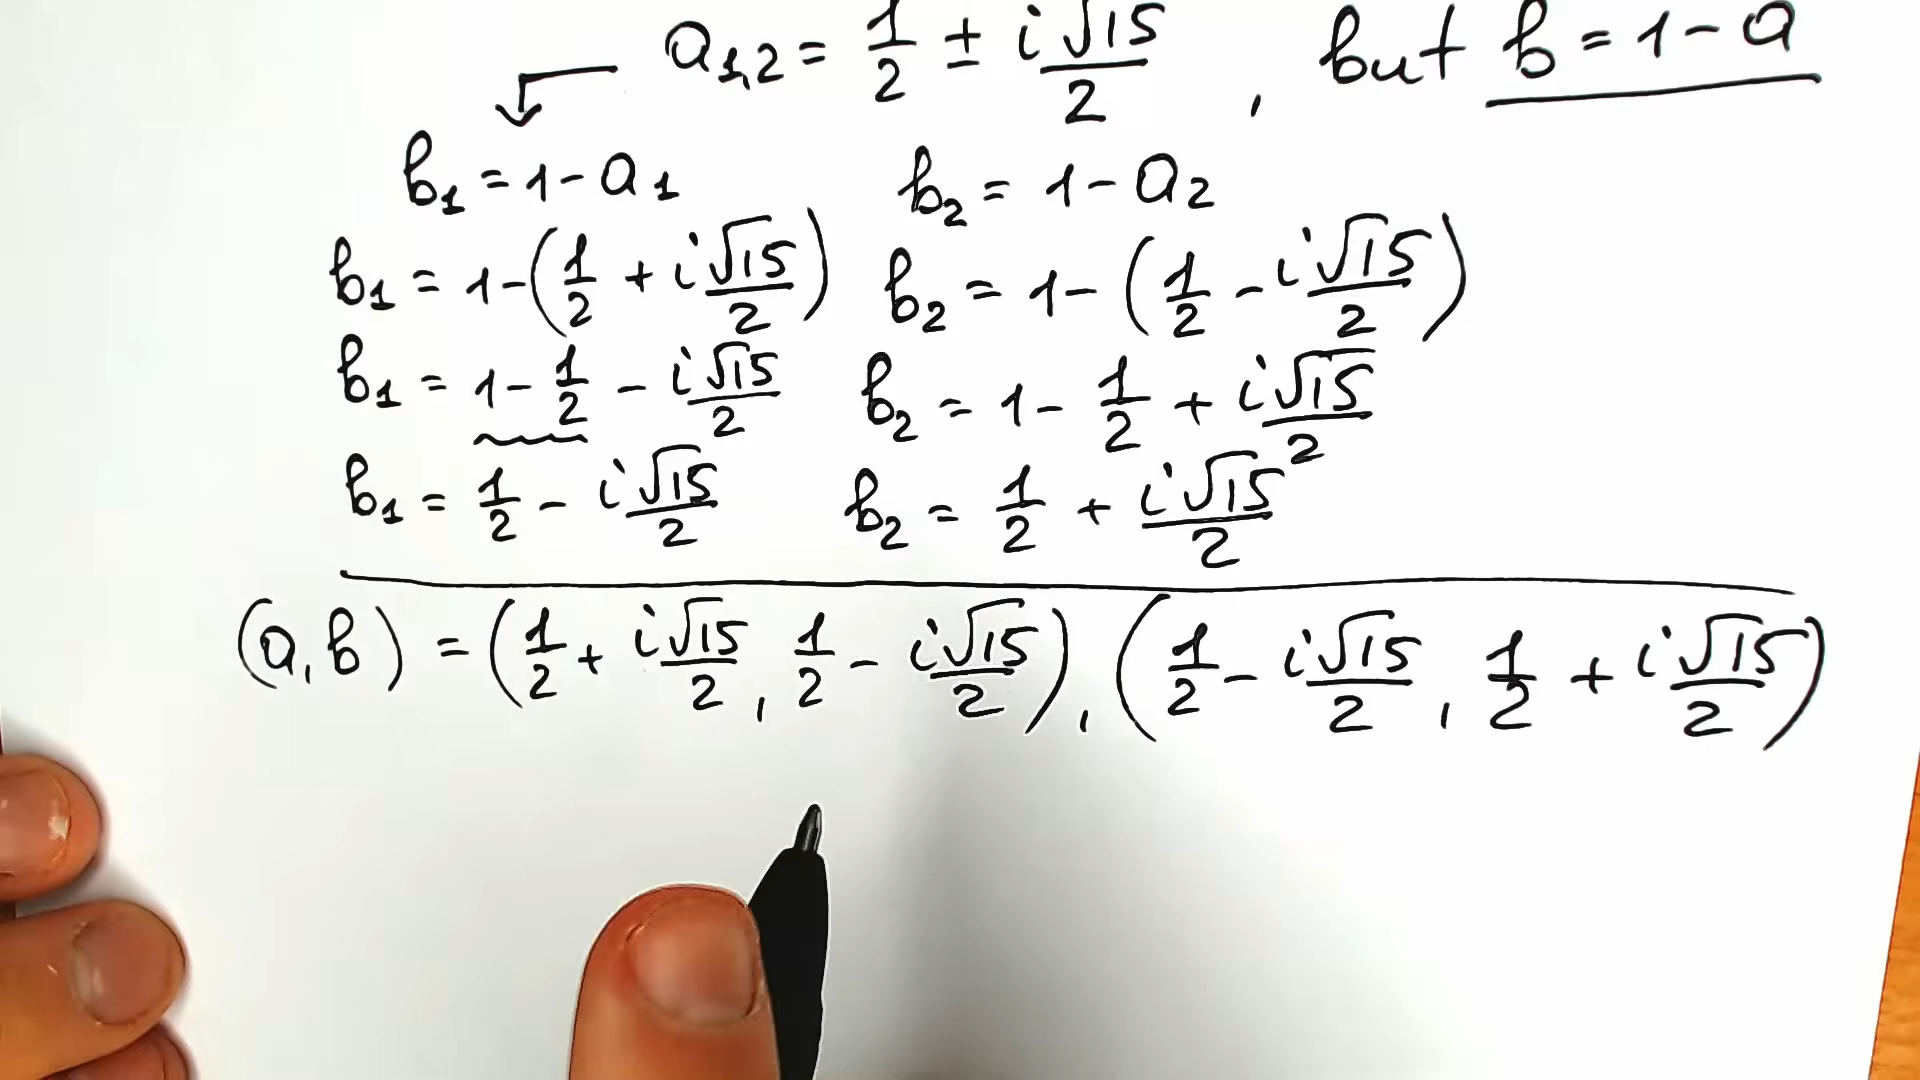 a₁,₂ = 1/2 ± i√15/2 , but b = 1 - a
b₁ = 1 - a₁    b₂ = 1 - a₂
b₁ = 1 - (1/2 + i√15/2)    b₂ = 1 - (1/2 - i√15/2)
b₁ = 1 - 1/2 - i√15/2    b₂ = 1 - 1/2 + i√15/2
b₁ = 1/2 - i√15/2    b₂ = 1/2 + i√15/2
(a, b) = (1/2 + i√15/2, 1/2 - i√15/2), (1/2 - i√15/2, 1/2 + i√15/2)